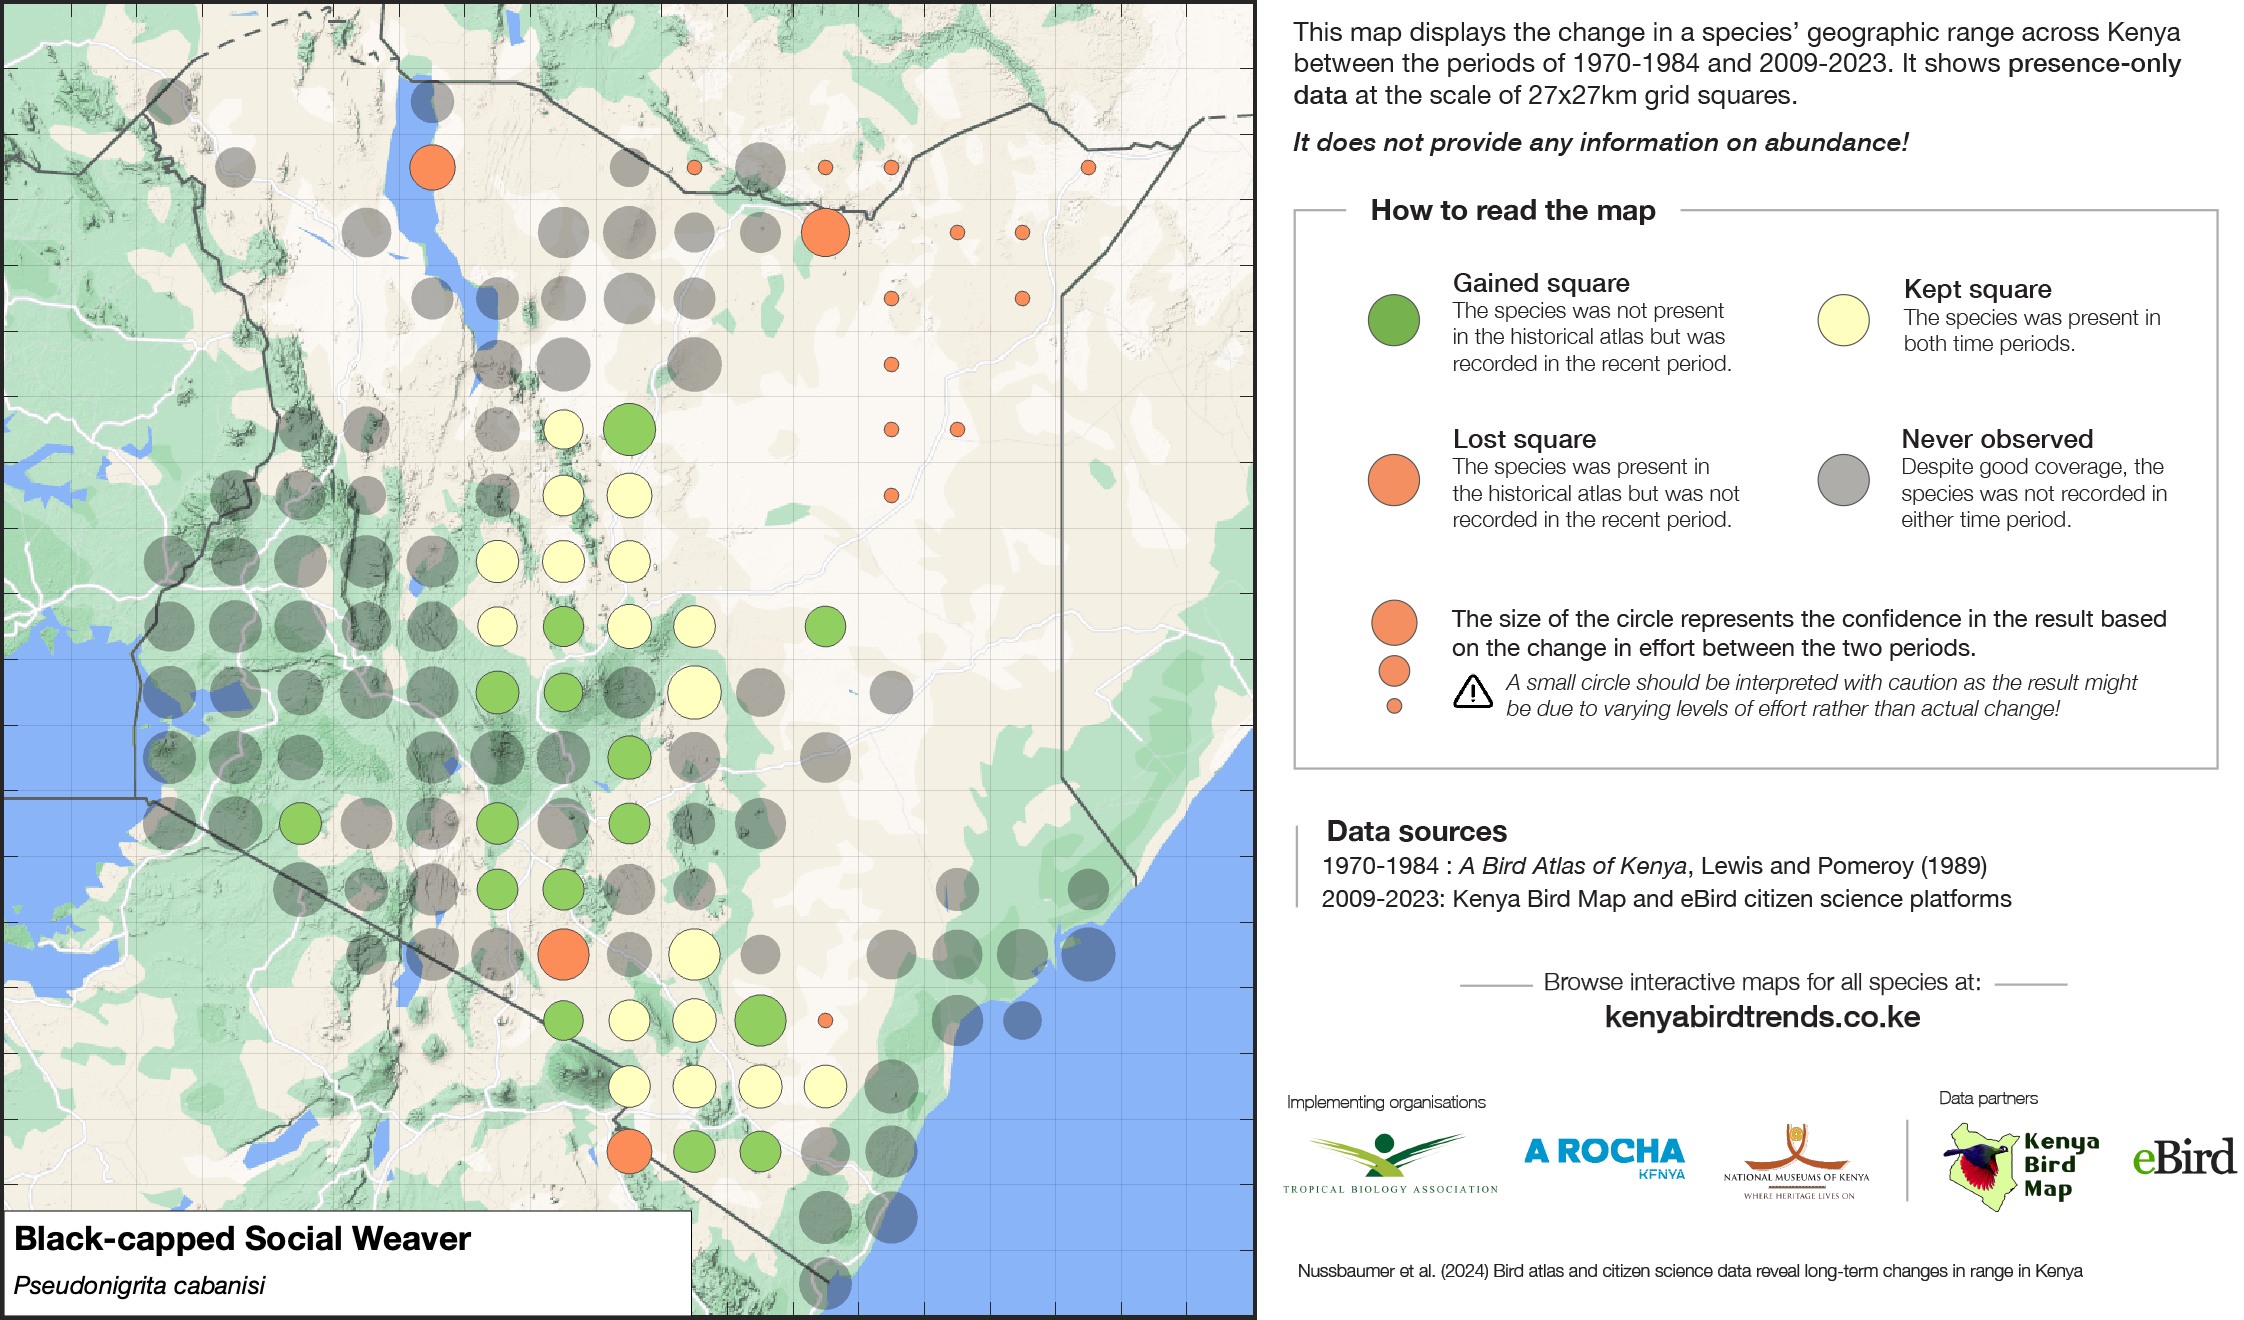 This map displays the change in a species’ geographic range across Kenya
between the periods of 1970-1984 and 2009-2023. It shows presence-only
data at the scale of 27x27km grid squares.
It does not provide any information on abundance!
How to read the map
Gained square
The species was not present
in the historical atlas but was
recorded in the recent period.
Kept square
The species was present in
both time periods.
Lost square
The species was present in
the historical atlas but was not
recorded in the recent period.
Never observed
Despite good coverage, the
species was not recorded in
either time period.
The size of the circle represents the confidence in the result based
on the change in effort between the two periods.
A small circle should be interpreted with caution as the result might
be due to varying levels of effort rather than actual change!
Data sources
1970-1984 : A Bird Atlas of Kenya, Lewis and Pomeroy (1989)
2009-2023: Kenya Bird Map and eBird citizen science platforms
Browse interactive maps for all species at:
kenyabirdtrends.co.ke
Implementing organisations
Data partners
TROPICAL BIOLOGY ASSOCIATION
A ROCHA
KENYA
NATIONAL MUSEUMS OF KENYA
WHERE HERITAGE LIVES ON
Kenya
Bird
Map
eBird
Nussbaumer et al. (2024) Bird atlas and citizen science data reveal long-term changes in range in Kenya
Black-capped Social Weaver
Pseudonigrita cabanisi